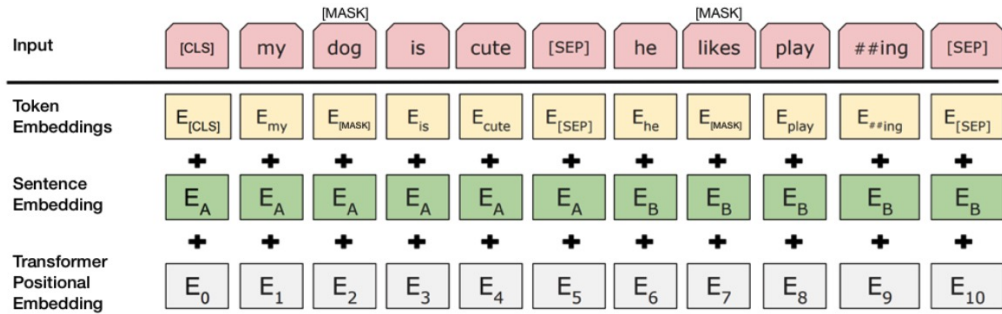 [MASK] [MASK]
Input [CLS] my dog is cute [SEP] he likes play ##ing [SEP]
Token
Embeddings E[CLS] Emy E[MASK] Eis Ecute E[SEP] Ehe E[MASK] Eplay E##ing E[SEP]
+ + + + + + + + + + +
Sentence
Embedding EA EA EA EA EA EA EB EB EB EB EB
+ + + + + + + + + + +
Transformer
Positional
Embedding E0 E1 E2 E3 E4 E5 E6 E7 E8 E9 E10